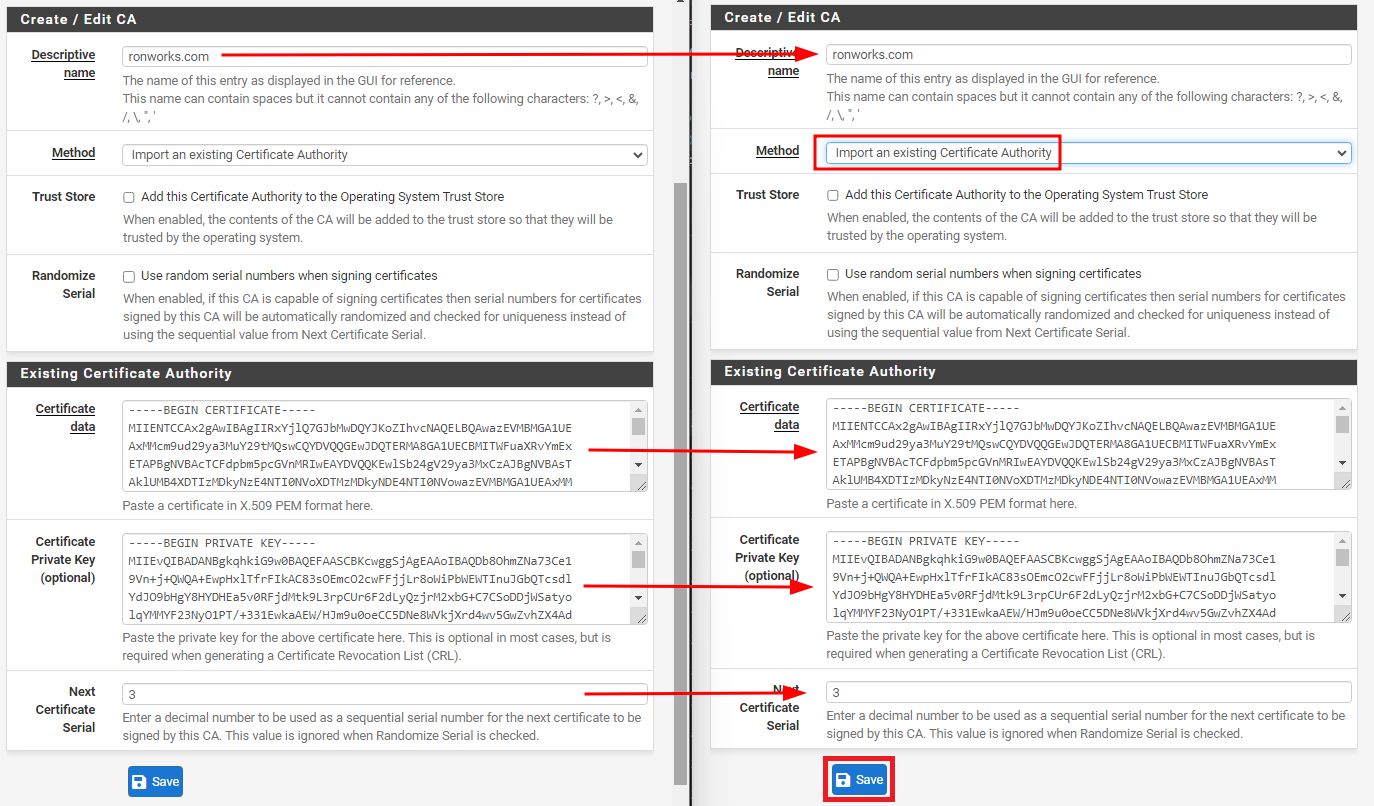 Create / Edit CA
Descriptive
name
ronworks.com
The name of this entry as displayed in the GUI for reference.
This name can contain spaces but it cannot contain any of the following characters: ?, >, <, &,
/, \, ", '
Method
Import an existing Certificate Authority
Trust Store
Add this Certificate Authority to the Operating System Trust Store
When enabled, the contents of the CA will be added to the trust store so that they will be
trusted by the operating system.
Randomize
Serial
Use random serial numbers when signing certificates
When enabled, if this CA is capable of signing certificates then serial numbers for certificates
signed by this CA will be automatically randomized and checked for uniqueness instead of
using the sequential value from Next Certificate Serial.
Existing Certificate Authority
Certificate
data
-----BEGIN CERTIFICATE-----
MIIENTCCAx2gAwIBAgIIRxYjlQ7GJbMwDQYJKoZIhvcNAQELBQAwazEVMBMGA1UE
AxMMcm9ud29ya3MuY29tMQswCQYDVQQGEwJDQTERMA8GA1UECBMITWFuaXRvYmEx
ETAPBgNVBAcTCFdpbm5pcGVnMRIwEAYDVQQKEwlSb24gV29ya3MxCzAJBgNVBAsT
AklUMB4XDTIzMDkyNzE4NTI0NVoXDTMzMDkyNDE4NTI0NVowazEVMBMGA1UEAxMM
Paste a certificate in X.509 PEM format here.
Certificate
Private Key
(optional)
-----BEGIN PRIVATE KEY-----
MIIEvQIBADANBgkqhkiG9w0BAQEFAASCBKcwggSjAgEAAoIBAQDb8OhmZNa73Ce1
9Vn+j+QWQA+EwpHxlTfrFIkAC83sOEmcO2cwFFjjLr8oWiPbWEWTInuJGbQTcsdl
YdJO9bHgY8HYDHEa5v0RFjdMtk9L3rpCUr6F2dLyQzjrM2xbG+C7CSoDDjWSatyo
lqYMMYF23NyO1PT/+331EwkaAEW/HJm9u0oeCC5DNe8WVkjXrd4wv5GwZvhZX4Ad
Paste the private key for the above certificate here. This is optional in most cases, but is
required when generating a Certificate Revocation List (CRL).
Next
Certificate
Serial
3
Enter a decimal number to be used as a sequential serial number for the next certificate to be
signed by this CA. This value is ignored when Randomize Serial is checked.
Save
Create / Edit CA
Descriptive
name
ronworks.com
The name of this entry as displayed in the GUI for reference.
This name can contain spaces but it cannot contain any of the following characters: ?, >, <, &,
/, \, ", '
Method
Import an existing Certificate Authority
Trust Store
Add this Certificate Authority to the Operating System Trust Store
When enabled, the contents of the CA will be added to the trust store so that they will be
trusted by the operating system.
Randomize
Serial
Use random serial numbers when signing certificates
When enabled, if this CA is capable of signing certificates then serial numbers for certificates
signed by this CA will be automatically randomized and checked for uniqueness instead of
using the sequential value from Next Certificate Serial.
Existing Certificate Authority
Certificate
data
-----BEGIN CERTIFICATE-----
MIIENTCCAx2gAwIBAgIIRxYjlQ7GJbMwDQYJKoZIhvcNAQELBQAwazEVMBMGA1UE
AxMMcm9ud29ya3MuY29tMQswCQYDVQQGEwJDQTERMA8GA1UECBMITWFuaXRvYmEx
ETAPBgNVBAcTCFdpbm5pcGVnMRIwEAYDVQQKEwlSb24gV29ya3MxCzAJBgNVBAsT
AklUMB4XDTIzMDkyNzE4NTI0NVoXDTMzMDkyNDE4NTI0NVowazEVMBMGA1UEAxMM
Paste a certificate in X.509 PEM format here.
Certificate
Private Key
(optional)
-----BEGIN PRIVATE KEY-----
MIIEvQIBADANBgkqhkiG9w0BAQEFAASCBKcwggSjAgEAAoIBAQDb8OhmZNa73Ce1
9Vn+j+QWQA+EwpHxlTfrFIkAC83sOEmcO2cwFFjjLr8oWiPbWEWTInuJGbQTcsdl
YdJO9bHgY8HYDHEa5v0RFjdMtk9L3rpCUr6F2dLyQzjrM2xbG+C7CSoDDjWSatyo
lqYMMYF23NyO1PT/+331EwkaAEW/HJm9u0oeCC5DNe8WVkjXrd4wv5GwZvhZX4Ad
Paste the private key for the above certificate here. This is optional in most cases, but is
required when generating a Certificate Revocation List (CRL).
Next
Certificate
Serial
3
Enter a decimal number to be used as a sequential serial number for the next certificate to be
signed by this CA. This value is ignored when Randomize Serial is checked.
Save